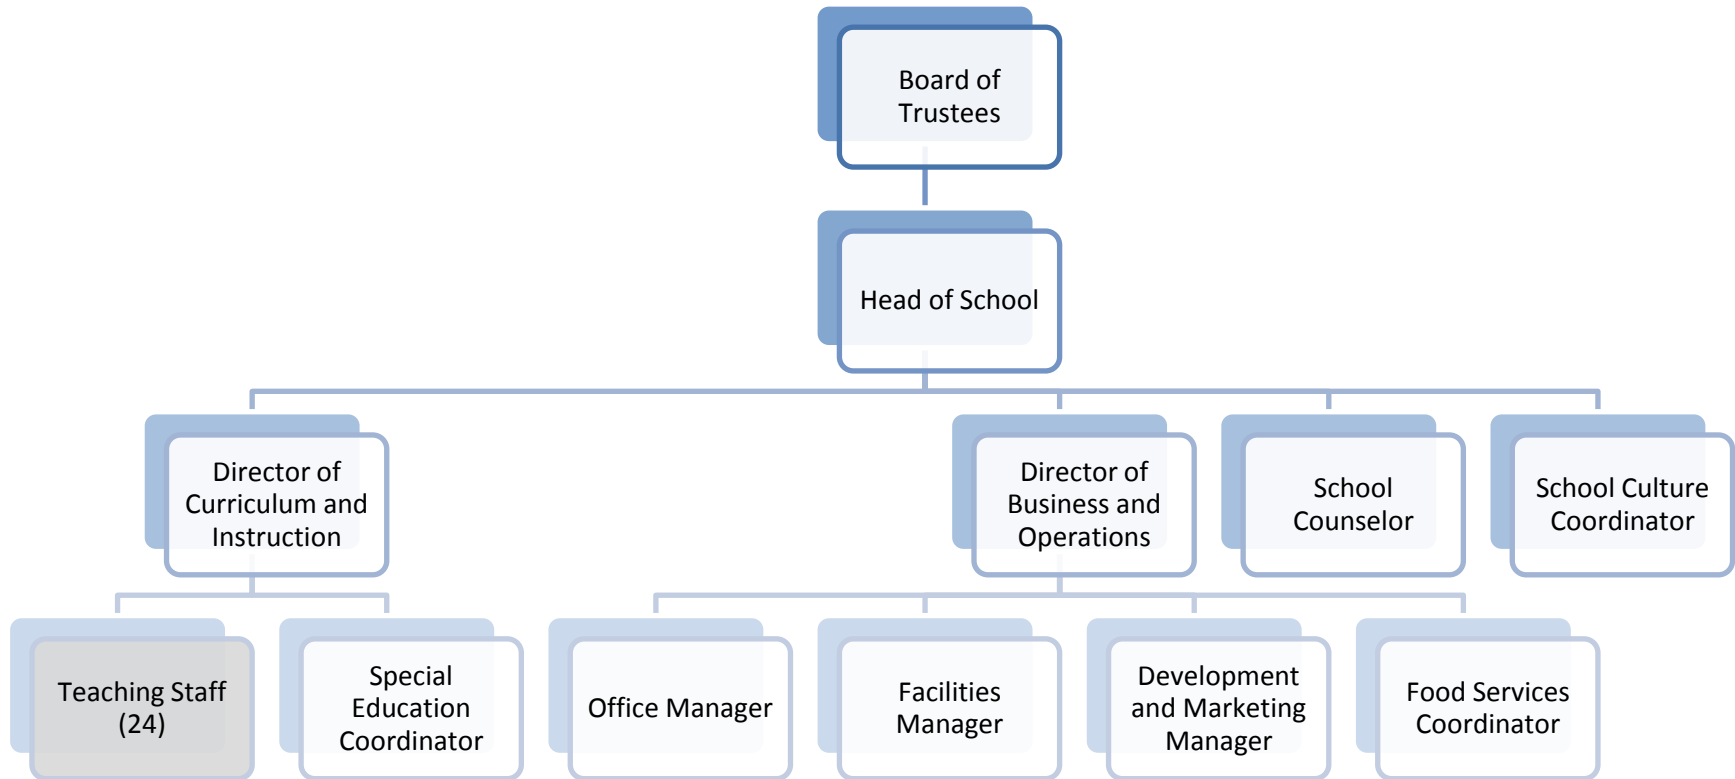 Board of
Trustees
Head of School
Director of
Curriculum and
Instruction
Director of
Business and
Operations
School
Counselor
School Culture
Coordinator
Teaching Staff
(24)
Special
Education
Coordinator
Office Manager
Facilities
Manager
Development
and Marketing
Manager
Food Services
Coordinator